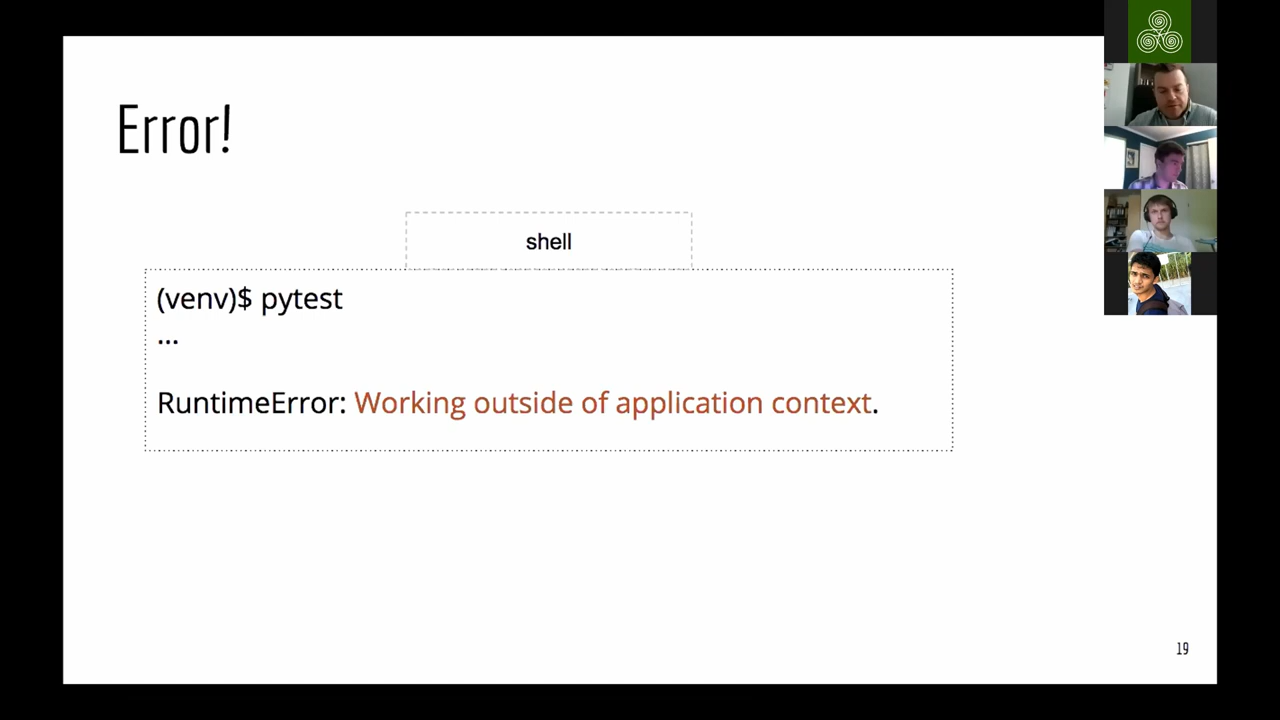 Error!
shell
(venv)$ pytest
...
RuntimeError: Working outside of application context.
19